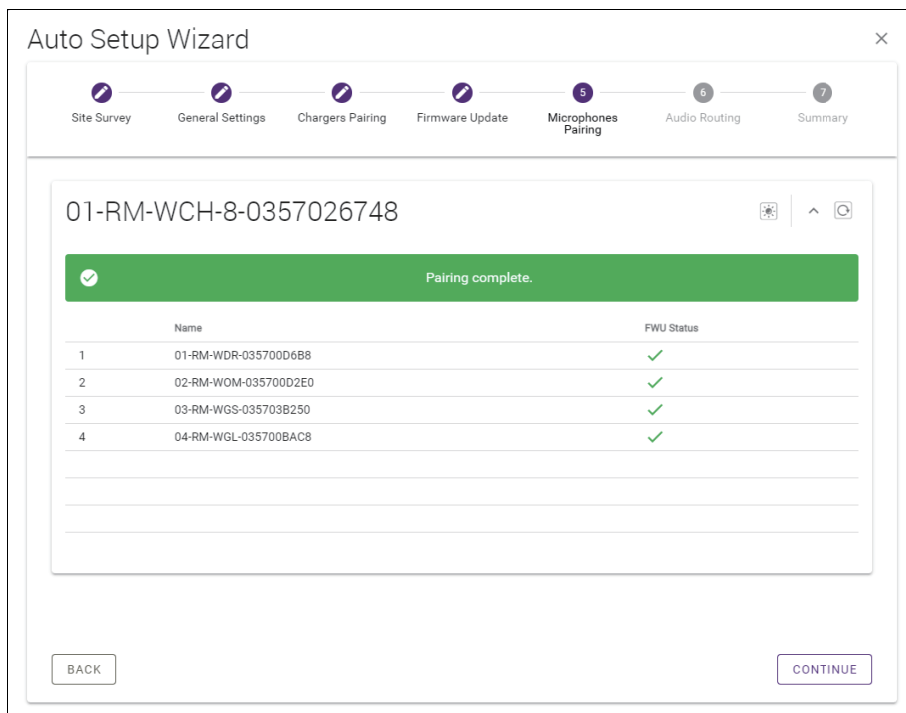 Auto Setup Wizard
5
6
7
Site Survey
General Settings
Chargers Pairing
Firmware Update
Microphones
Pairing
Audio Routing
Summary
01-RM-WCH-8-0357026748
Pairing complete.
Name FWU Status
1 01-RM-WDR-035700D6B8
2 02-RM-WOM-035700D2E0
3 03-RM-WGS-035703B250
4 04-RM-WGL-035700BAC8
BACK
CONTINUE